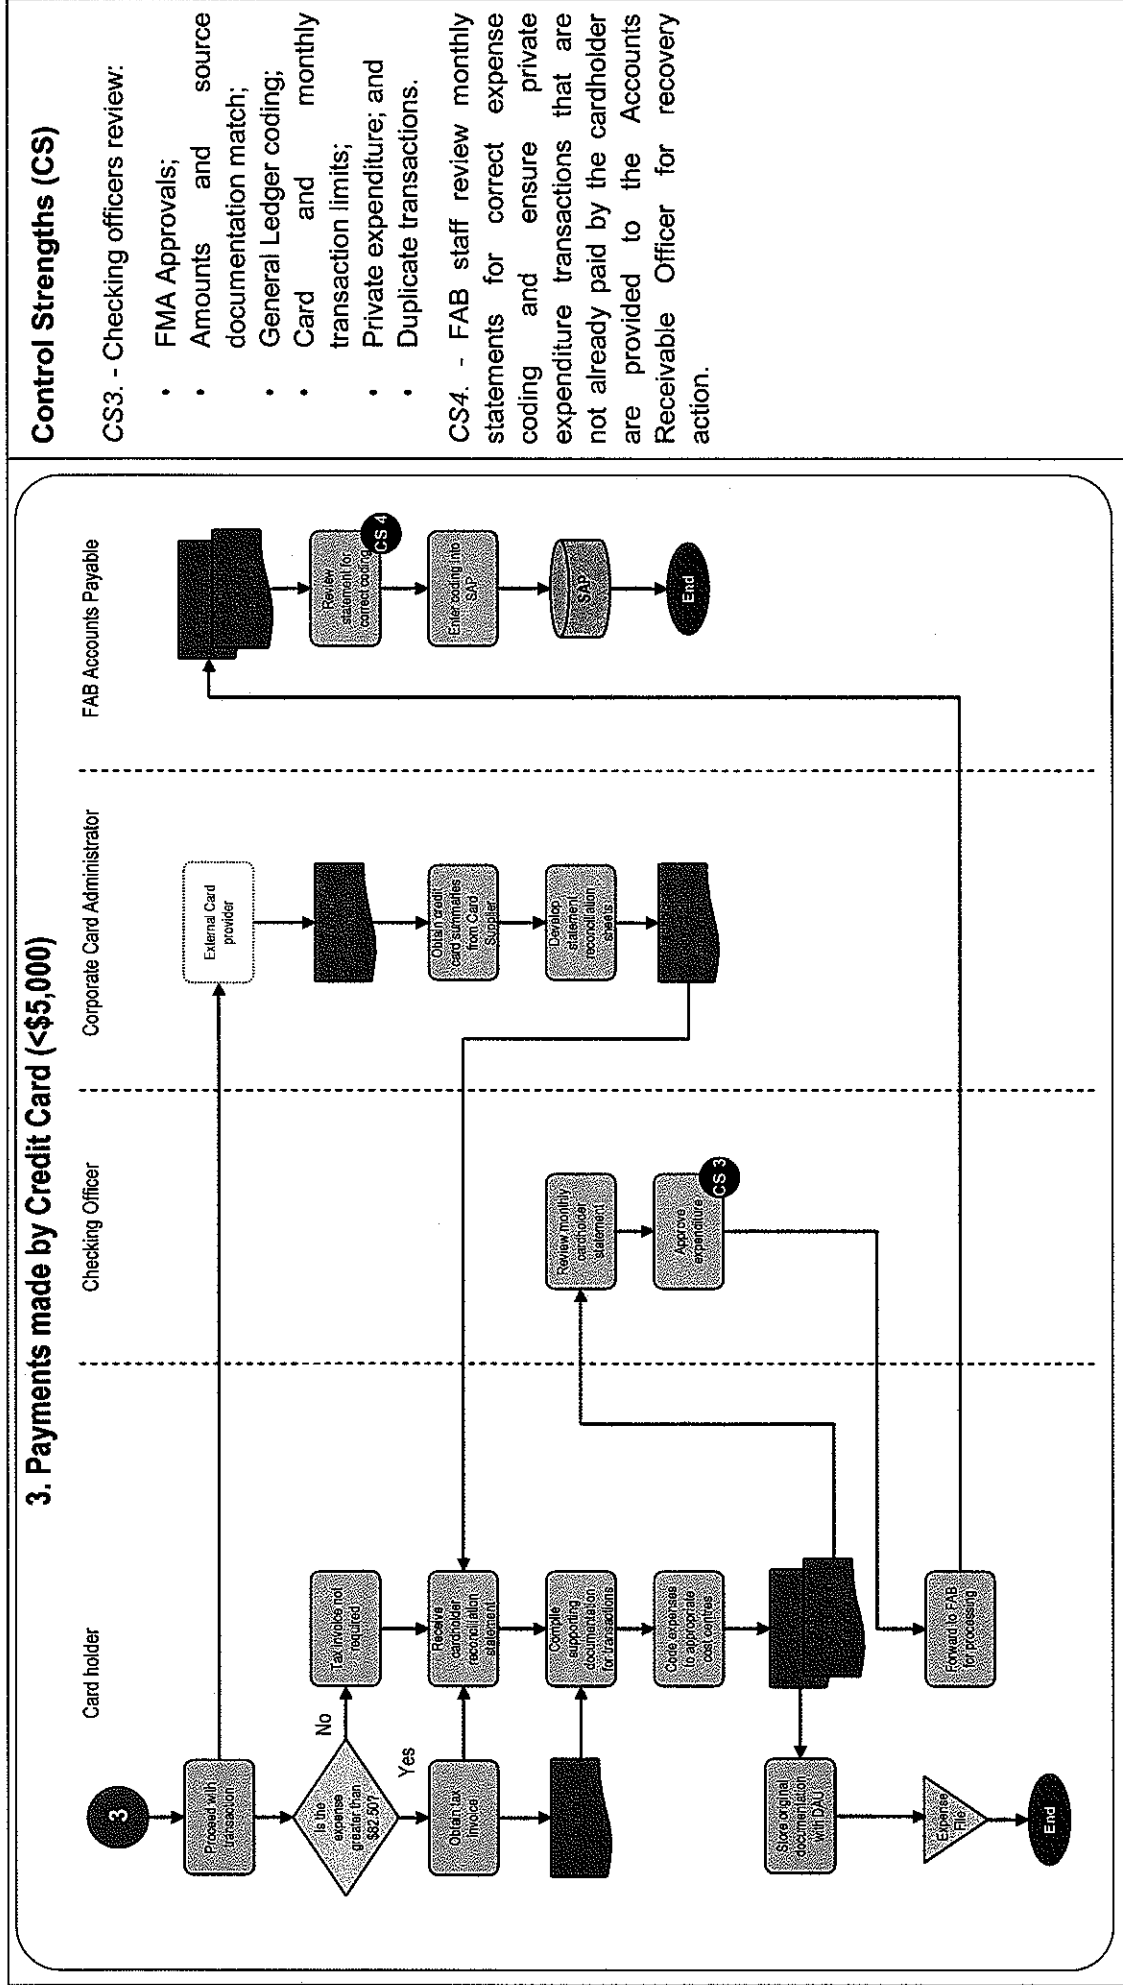 3. Payments made by Credit Card (<$5,000)
Card holder
Checking Officer
Corporate Card Administrator
FAB Accounts Payable
3
Proceed with
transaction
Is the
expense
greater than
$82.50?
No
Yes
Tax invoice not
required
Obtain tax
Invoice
Receive
cardholder
reconciliation
statement
Compile
supporting
documentation
for transactions
Code expenses
to appropriate
cost centres
Store original
documentation
with DAU
Expense
File
End
Forward to FAB
for processing
Review monthly
cardholder
statement
Approve
expenditure
CS 3
External Card
provider
Obtain credit
card summaries
from Card
Supplier
Develop
statement
reconciliation
sheets
Review
statement for
correct coding
CS 4
Enter coding into
SAP
SAP
End
Control Strengths (CS)
CS3. - Checking officers review:
• FMA Approvals;
• Amounts and source
documentation match;
• General Ledger coding;
• Card and monthly
transaction limits;
• Private expenditure; and
• Duplicate transactions.
CS4. - FAB staff review monthly
statements for correct expense
coding and ensure private
expenditure transactions that are
not already paid by the cardholder
are provided to the Accounts
Receivable Officer for recovery
action.